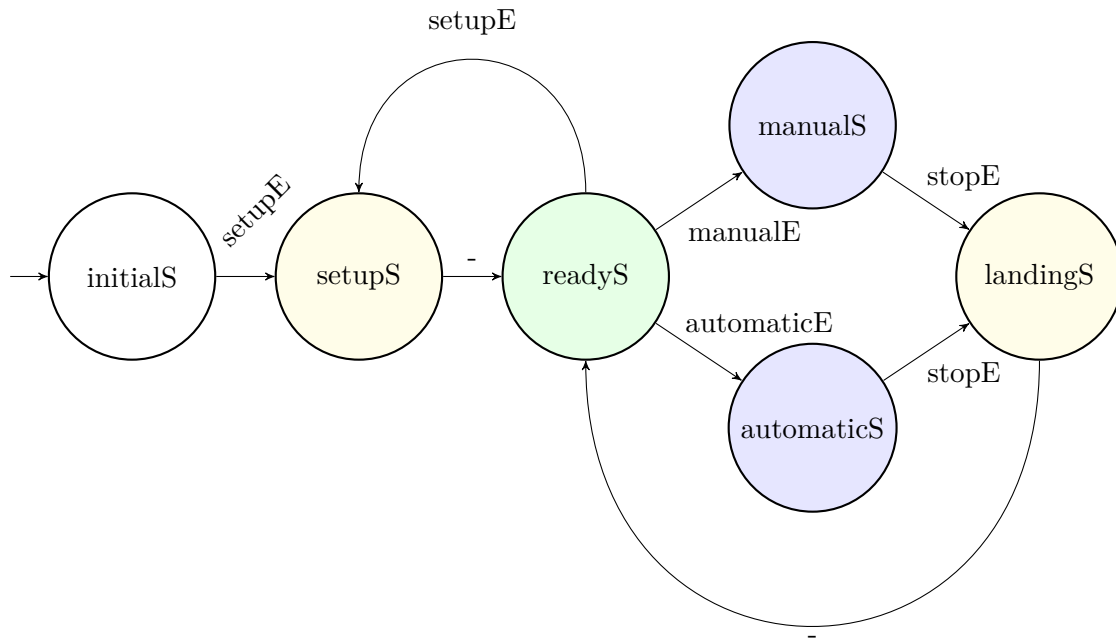 setupE
manualS
setupE
stopE
manualE
initialS
setupS
-
readyS
landingS
automaticE
stopE
automaticS
-